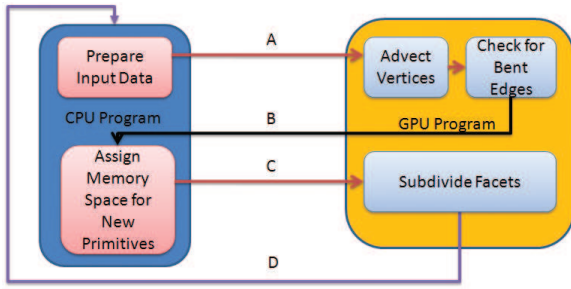 A
Prepare
Input Data
Advect
Vertices
Check for
Bent
Edges
CPU Program
B
GPU Program
Assign
Memory
Space for
New
Primitives
C
Subdivide Facets
D